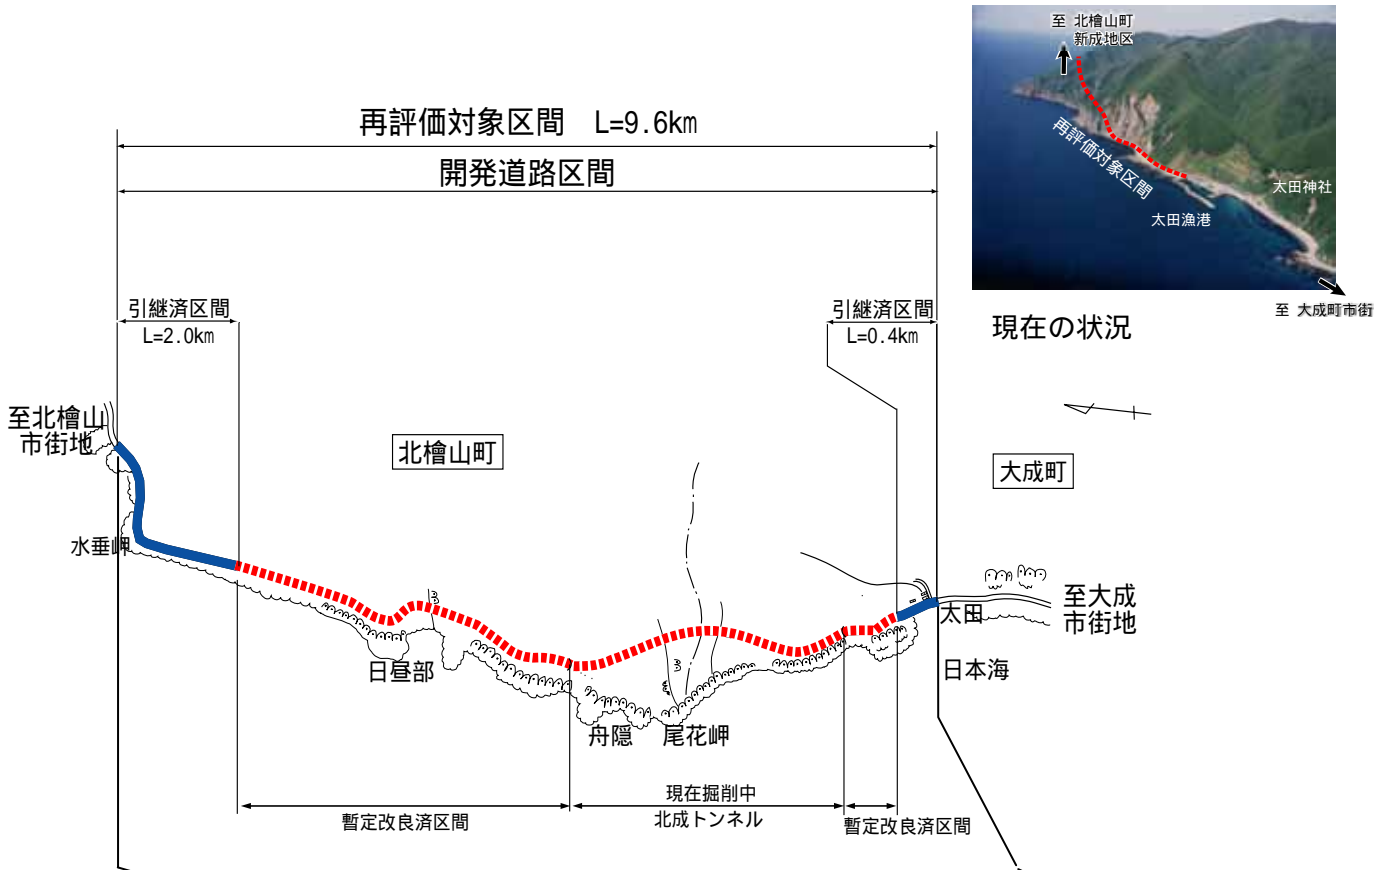 再評価対象区間 L=9.6km
開発道路区間
引継済区間
L=2.0km
引継済区間
L=0.4km
至 北檜山町
新成地区
再評価対象区間
太田神社
太田漁港
至 大成町市街
現在の状況
至北檜山
市街地
北檜山町
大成町
水垂岬
日昼部
舟隠
尾花岬
太田
至大成
市街地
日本海
暫定改良済区間
現在掘削中
北成トンネル
暫定改良済区間